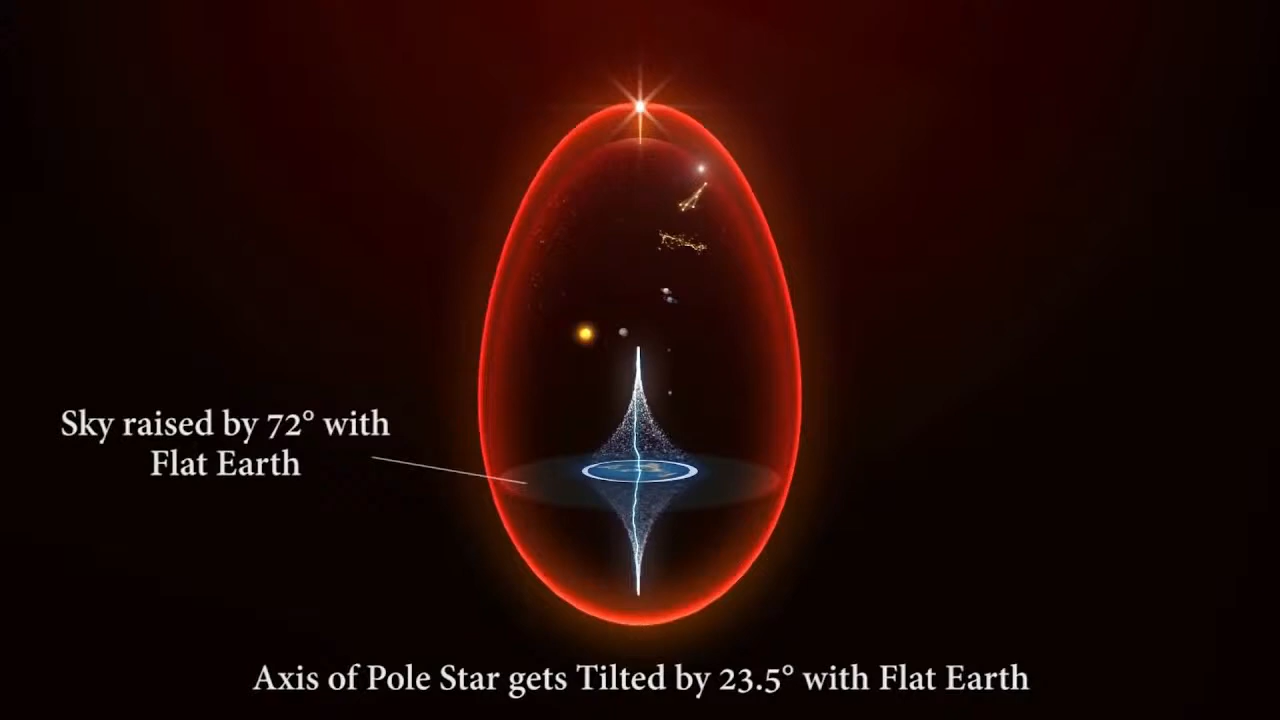 Sky raised by 72° with
Flat Earth
Axis of Pole Star gets Tilted by 23.5° with Flat Earth